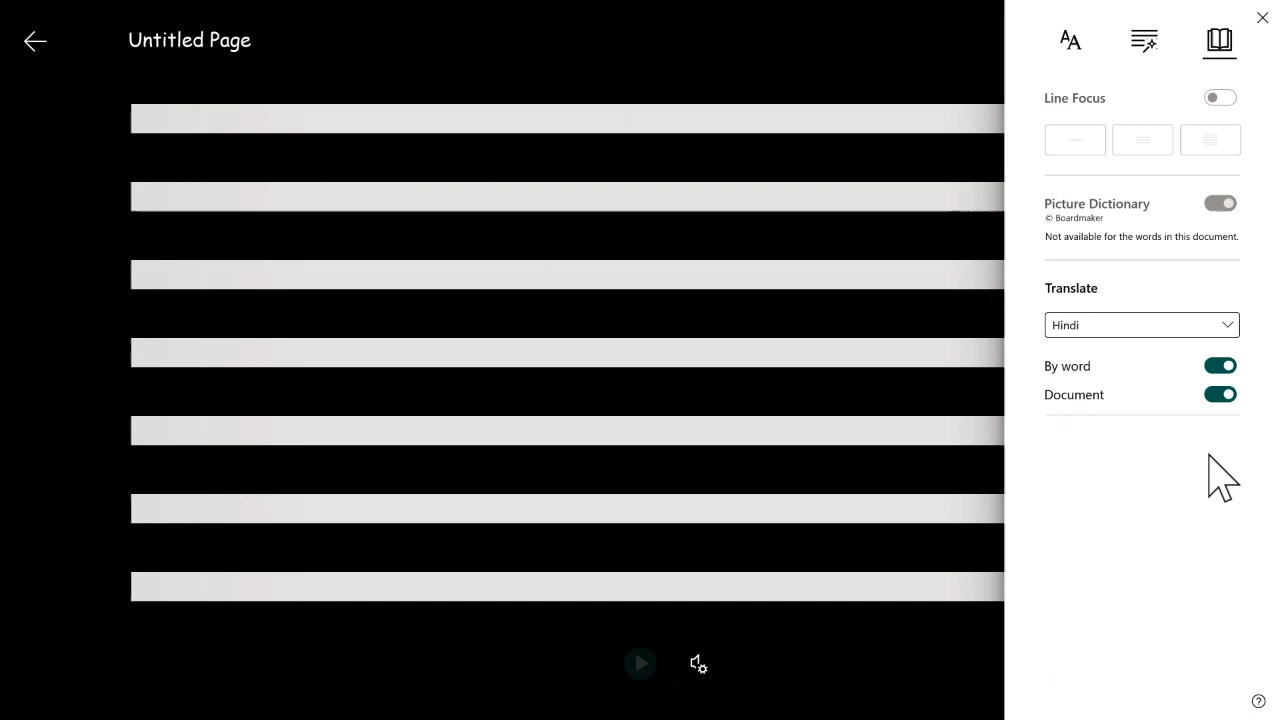 Untitled Page
Line Focus
Picture Dictionary
© Boardmaker
Not available for the words in this document.
Translate
Hindi
By word
Document